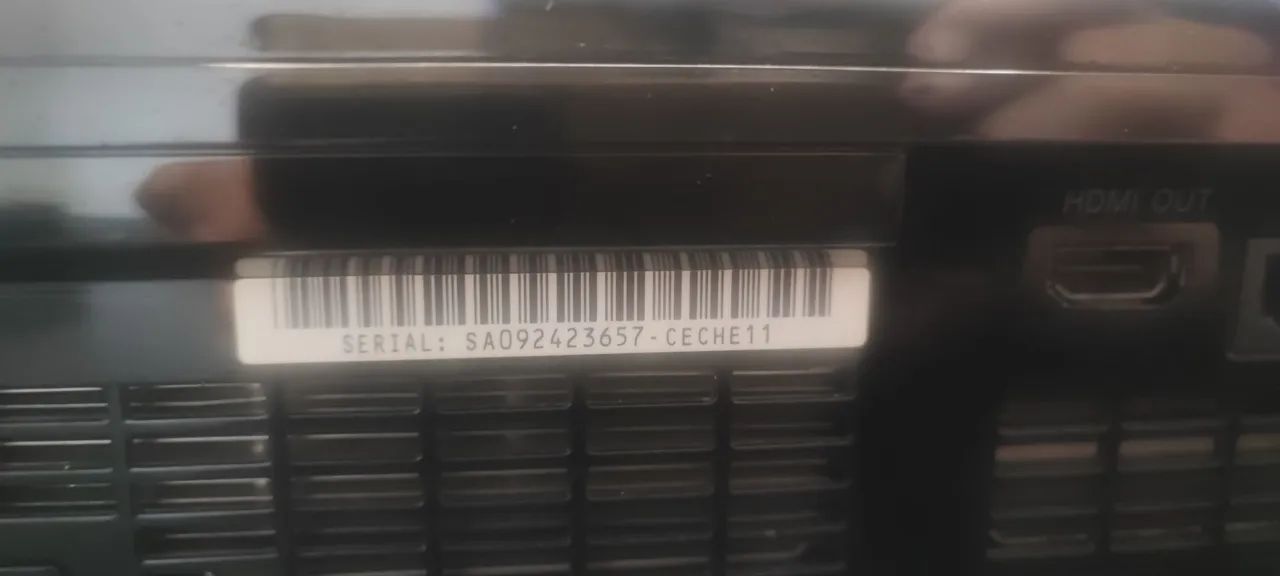 HDMI OUT
SERIAL: SA092423657-CECHE11